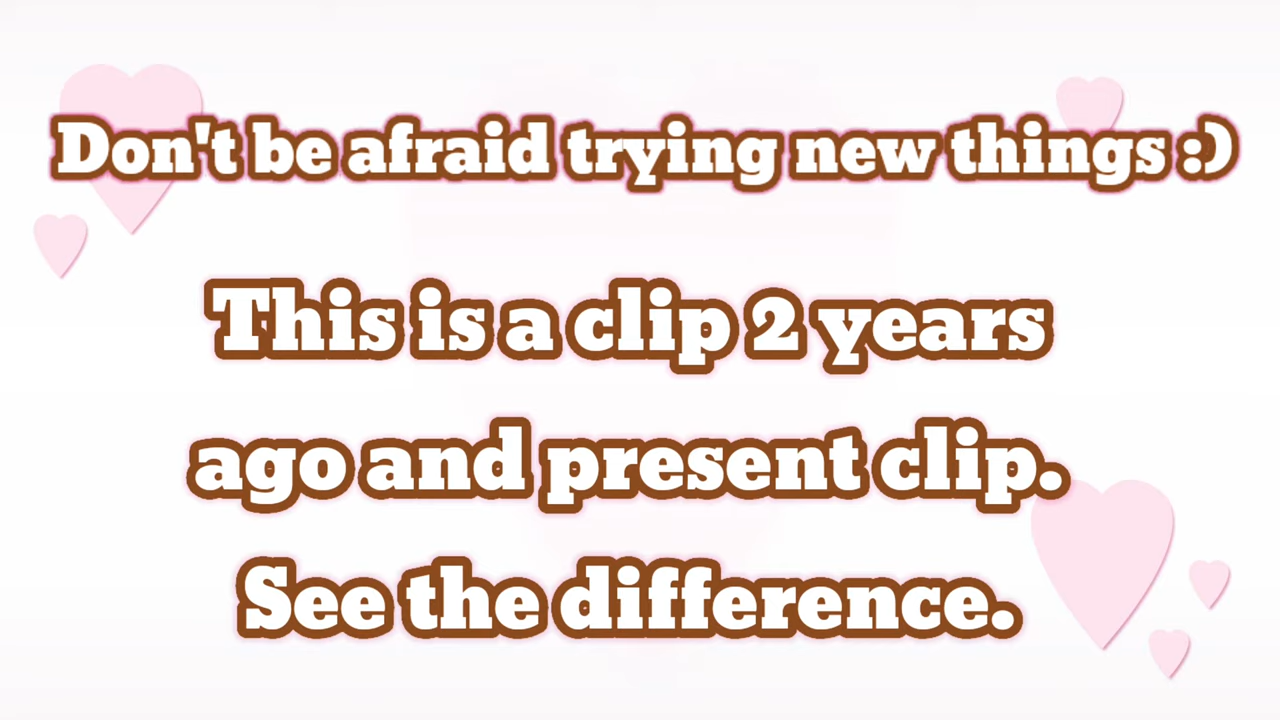 Don't be afraid trying new things :)
This is a clip 2 years
ago and present clip.
See the difference.